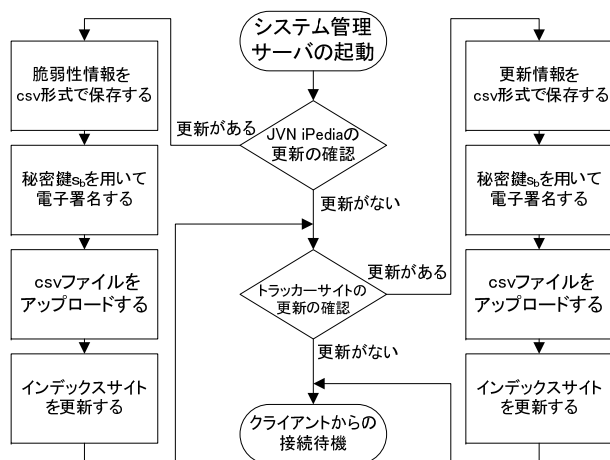 システム管理
サーバの起動
JVN iPediaの
更新の確認
更新がある
更新がない
脆弱性情報を
csv形式で保存する
秘密鍵sbを用いて
電子署名する
csvファイルを
アップロードする
インデックスサイト
を更新する
トラッカーサイトの
更新の確認
更新がある
更新がない
更新情報を
csv形式で保存する
秘密鍵sbを用いて
電子署名する
csvファイルを
アップロードする
インデックスサイト
を更新する
クライアントからの
接続待機